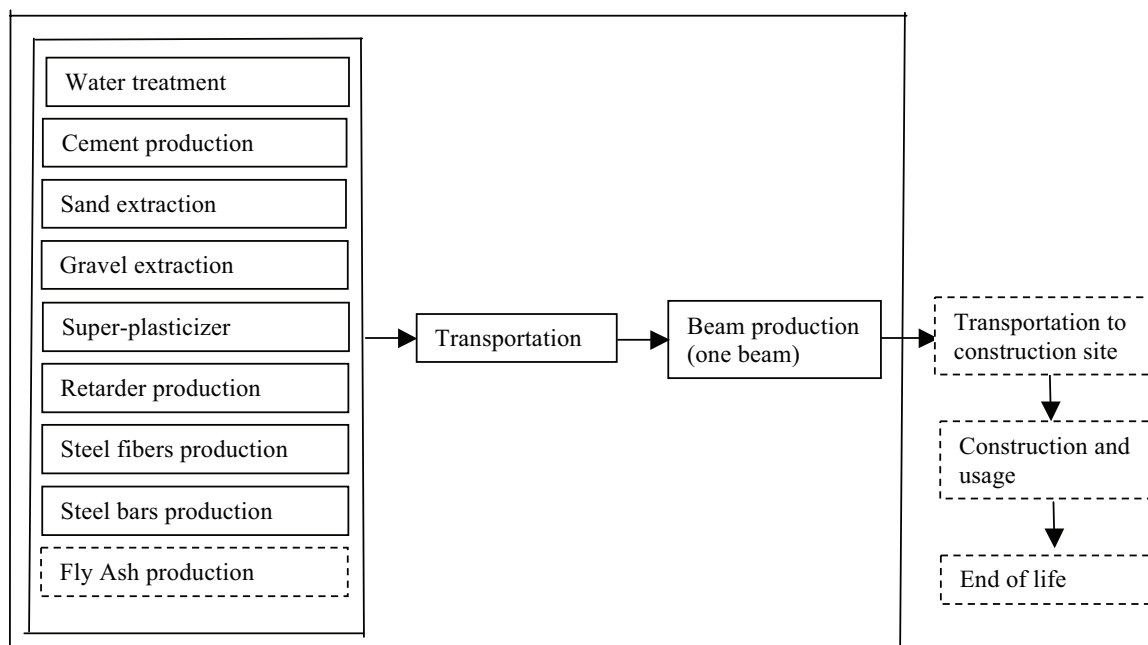 Water treatment
Cement production
Sand extraction
Gravel extraction
Super-plasticizer
Retarder production
Steel fibers production
Steel bars production
Fly Ash production
Transportation
Beam production
(one beam)
Transportation to
construction site
Construction and
usage
End of life